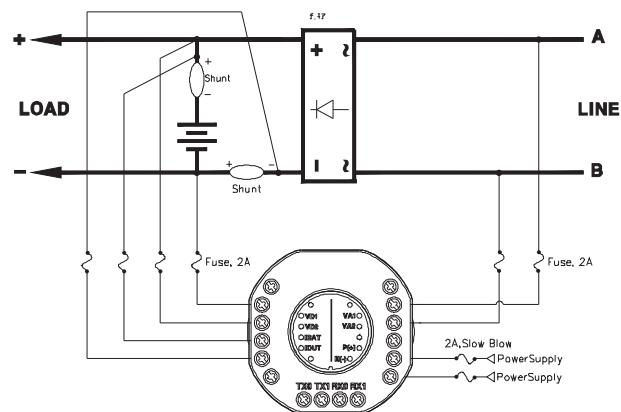 +
A
+
~
+
Shunt
-
LOAD
LINE
+
-
-
-
~
B
Shunt
Fuse, 2A
Fuse, 2A
VD1
VA1
VD2
VA2
IBAT
IOUT
P(+)
N(-)
2A,Slow Blow
PowerSupply
PowerSupply
TX0 TX1 RX0 RX1